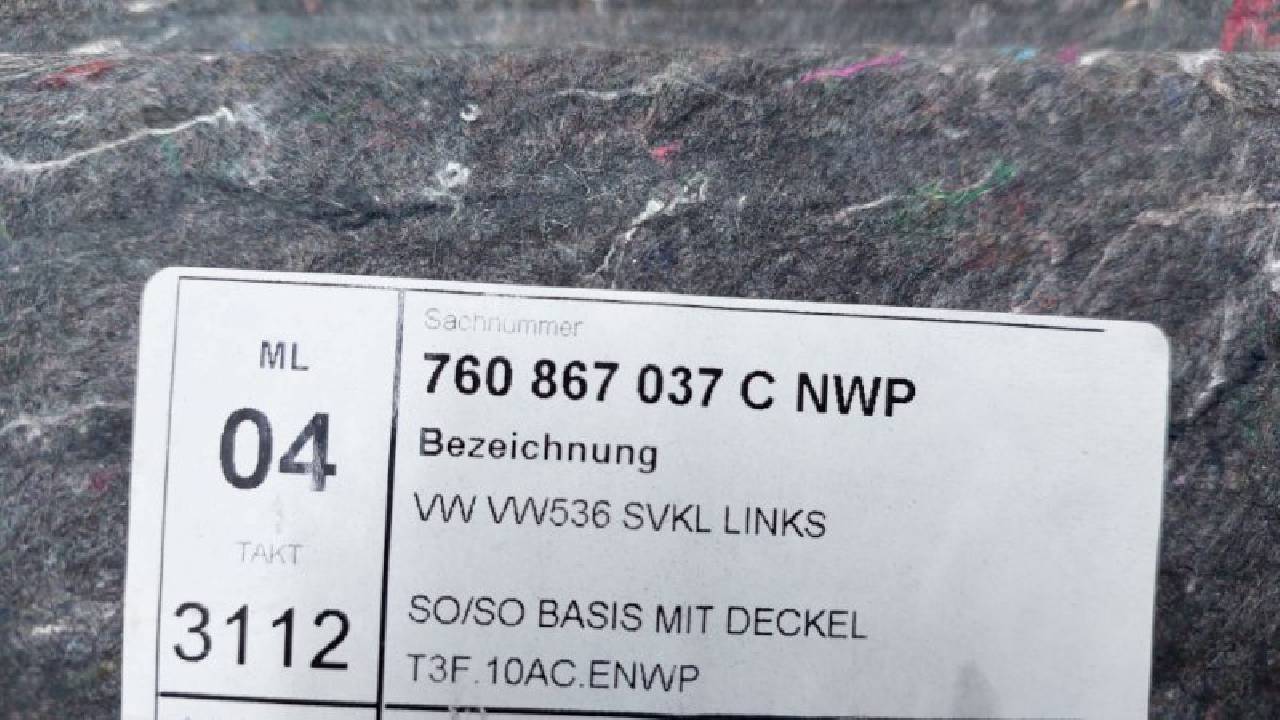 ML
04
TAKT
3112
Sachnummer
760 867 037 C NWP
Bezeichnung
VW VW536 SVKL LINKS
SO/SO BASIS MIT DECKEL
T3F.10AC.ENWP